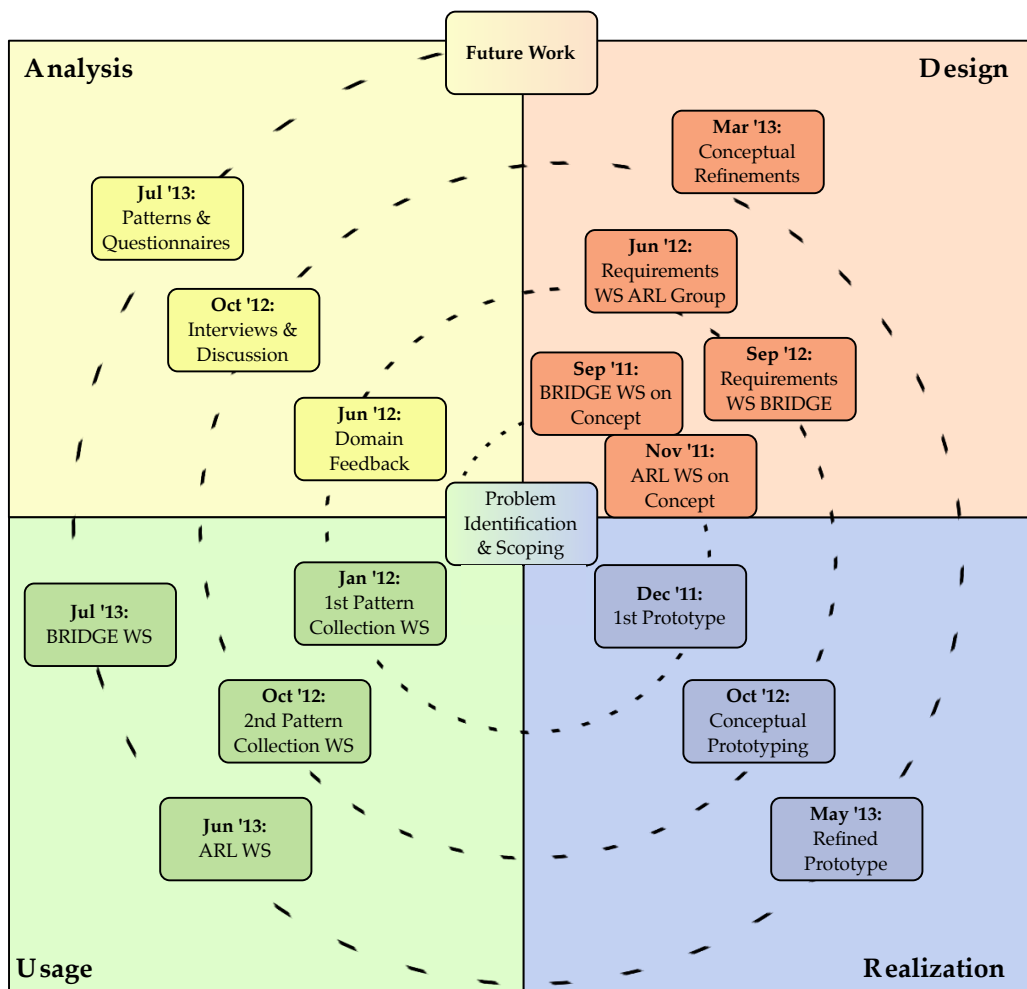 Future Work
Analysis
Design
Mar '13:
Conceptual
Refinements
Jul '13:
Patterns &
Questionnaires
Jun '12:
Requirements
WS ARL Group
Oct '12:
Interviews &
Discussion
Sep '12:
Requirements
WS BRIDGE
Sep '11:
BRIDGE WS on
Concept
Jun '12:
Domain
Feedback
Nov '11:
ARL WS on
Concept
Problem
Identification
& Scoping
Jan '12:
1st Pattern
Collection WS
Dec '11:
1st Prototype
Jul '13:
BRIDGE WS
Oct '12:
2nd Pattern
Collection WS
Oct '12:
Conceptual
Prototyping
Jun '13:
ARL WS
May '13:
Refined
Prototype
Usage
Realization